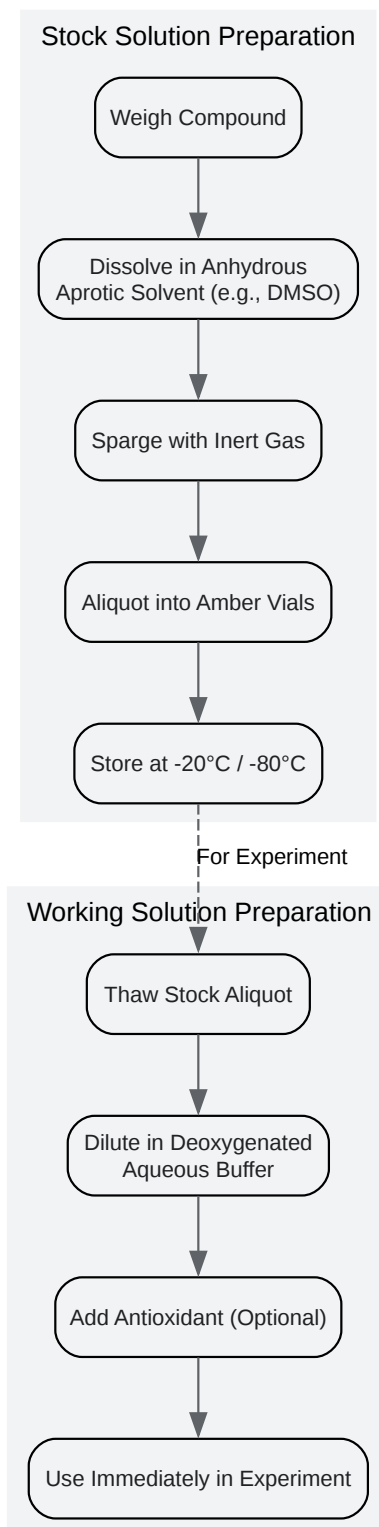 Stock Solution Preparation
Weigh Compound
Dissolve in Anhydrous
Aprotic Solvent (e.g., DMSO)
Sparge with Inert Gas
Aliquot into Amber Vials
Store at -20°C / -80°C
For Experiment
Working Solution Preparation
Thaw Stock Aliquot
Dilute in Deoxygenated
Aqueous Buffer
Add Antioxidant (Optional)
Use Immediately in Experiment